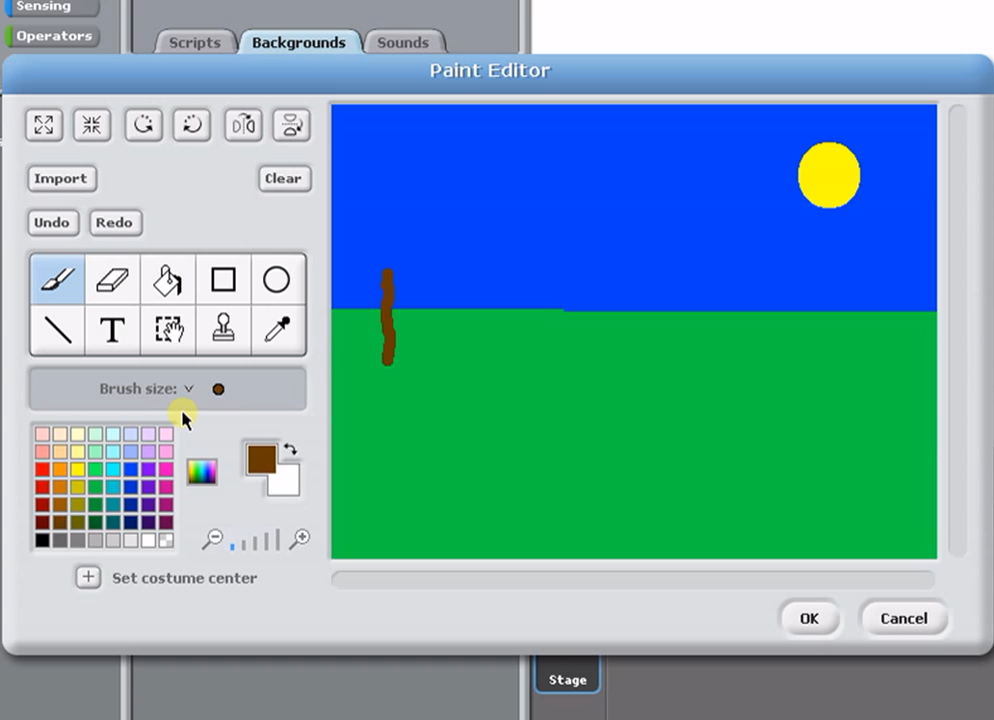 Sensing
Operators
Scripts
Backgrounds
Sounds
Paint Editor
Import
Clear
Undo
Redo
T
Brush size:
Set costume center
OK
Cancel
Stage